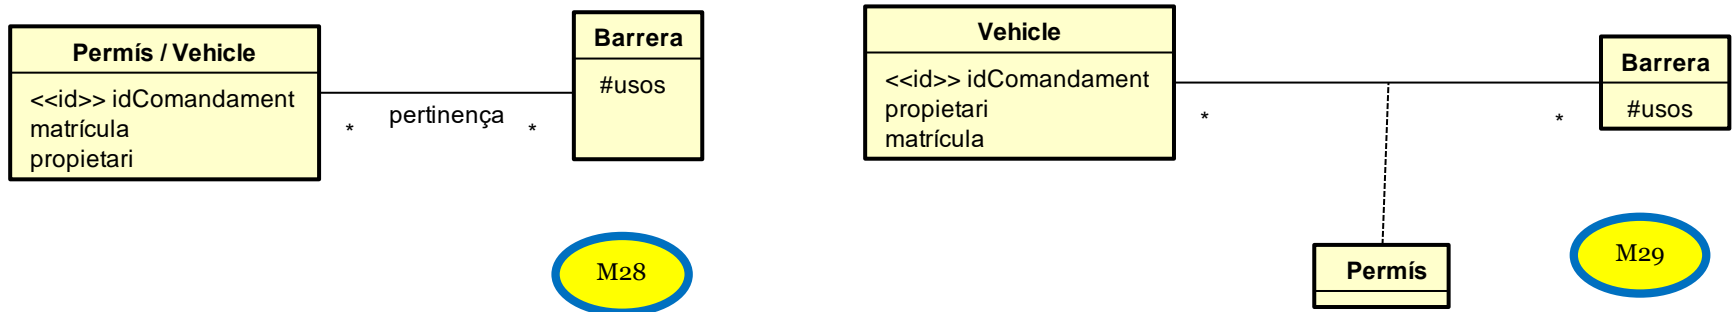 Permís / Vehicle
<<id>> idComandament
matrícula
propietari
*
pertinença
*
Barrera
#usos
M28
Vehicle
<<id>> idComandament
propietari
matrícula
*
*
Barrera
#usos
Permís
M29